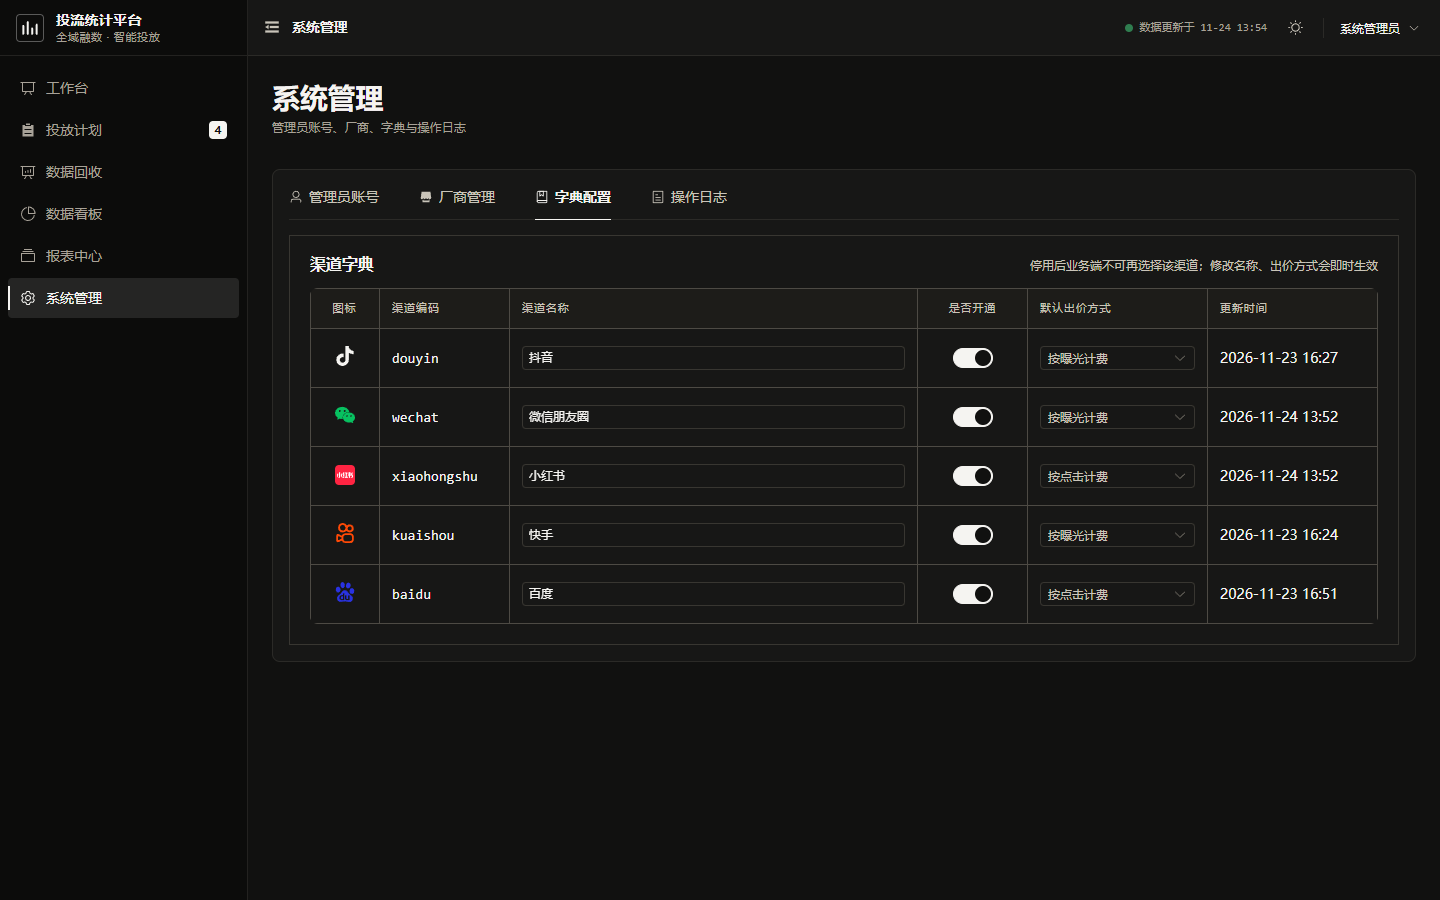 投流统计平台
全域融数 · 智能投放
系统管理
数据更新于 11-24 13:54
系统管理员
工作台
投放计划 4
数据回收
数据看板
报表中心
系统管理
系统管理
管理员账号、厂商、字典与操作日志
管理员账号 厂商管理 字典配置 操作日志
渠道字典
停用后业务端不可再选择该渠道；修改名称、出价方式会即时生效
图标 渠道编码 渠道名称 是否开通 默认出价方式 更新时间
douyin 抖音 按曝光计费 2026-11-23 16:27
wechat 微信朋友圈 按曝光计费 2026-11-24 13:52
小红书 xiaohongshu 小红书 按点击计费 2026-11-24 13:52
kuaishou 快手 按曝光计费 2026-11-23 16:24
du baidu 百度 按点击计费 2026-11-23 16:51